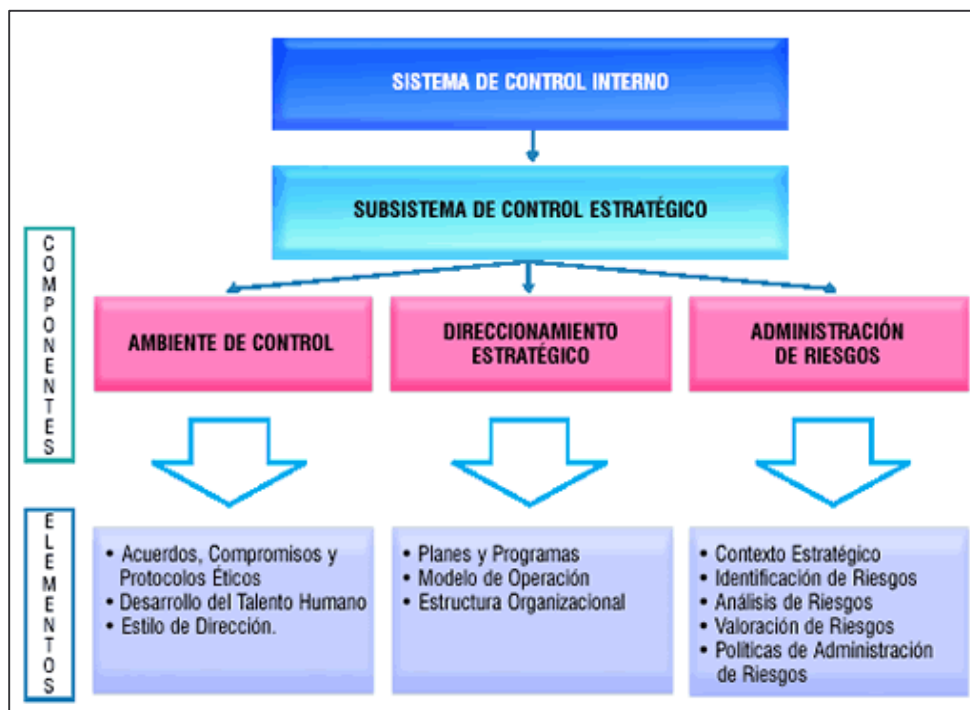 SISTEMA DE CONTROL INTERNO
SUBSISTEMA DE CONTROL ESTRATÉGICO
COMPONENTES
AMBIENTE DE CONTROL
DIRECCIONAMIENTO
ESTRATÉGICO
ADMINISTRACIÓN
DE RIESGOS
ELEMENTOS
• Acuerdos, Compromisos y
Protocolos Éticos
• Desarrollo del Talento Humano
• Estilo de Dirección.
• Planes y Programas
• Modelo de Operación
• Estructura Organizacional
• Contexto Estratégico
• Identificación de Riesgos
• Análisis de Riesgos
• Valoración de Riesgos
• Políticas de Administración
de Riesgos